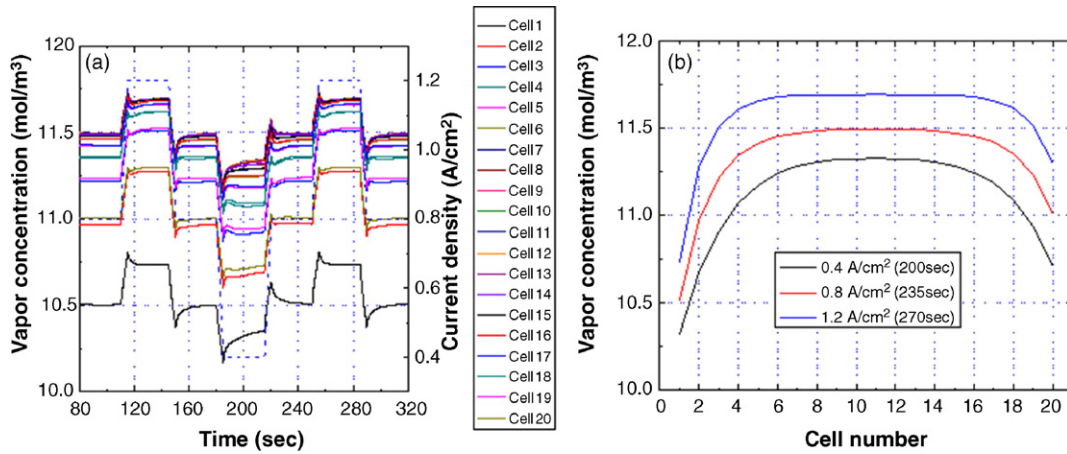 (a)
Vapor concentration (mol/m³)
120
11.5
11.0
10.5
10.0
80
120
160
200
240
280
320
Time (sec)
Current density (A/cm²)
1.2
1.0
0.8
0.6
0.4
Cell1
Cell2
Cell3
Cell4
Cell5
Cell6
Cell7
Cell8
Cell9
Cell10
Cell11
Cell12
Cell13
Cell14
Cell15
Cell16
Cell17
Cell18
Cell19
Cell20
(b)
Vapor concentration (mol/m³)
12.0
11.5
11.0
10.5
10.0
0
2
4
6
8
10
12
14
16
18
20
Cell number
0.4 A/cm² (200sec)
0.8 A/cm² (235sec)
1.2 A/cm² (270sec)